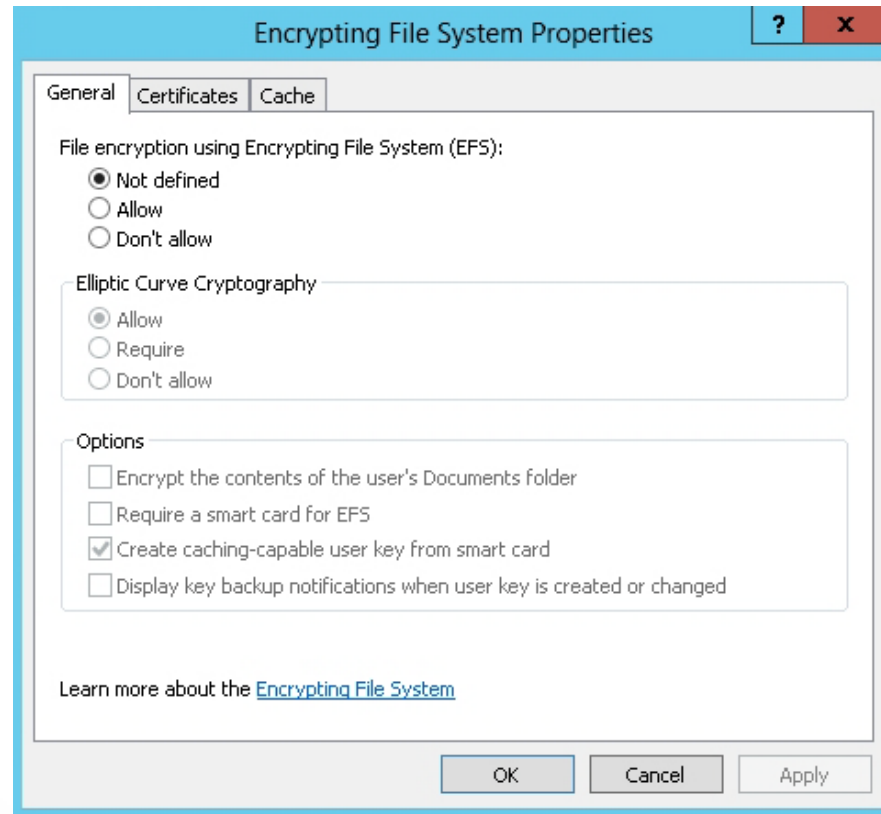 Encrypting File System Properties
? x
General Certificates Cache
File encryption using Encrypting File System (EFS):
Not defined
Allow
Don't allow
Elliptic Curve Cryptography
Allow
Require
Don't allow
Options
Encrypt the contents of the user's Documents folder
Require a smart card for EFS
Create caching-capable user key from smart card
Display key backup notifications when user key is created or changed
Learn more about the Encrypting File System
OK Cancel Apply